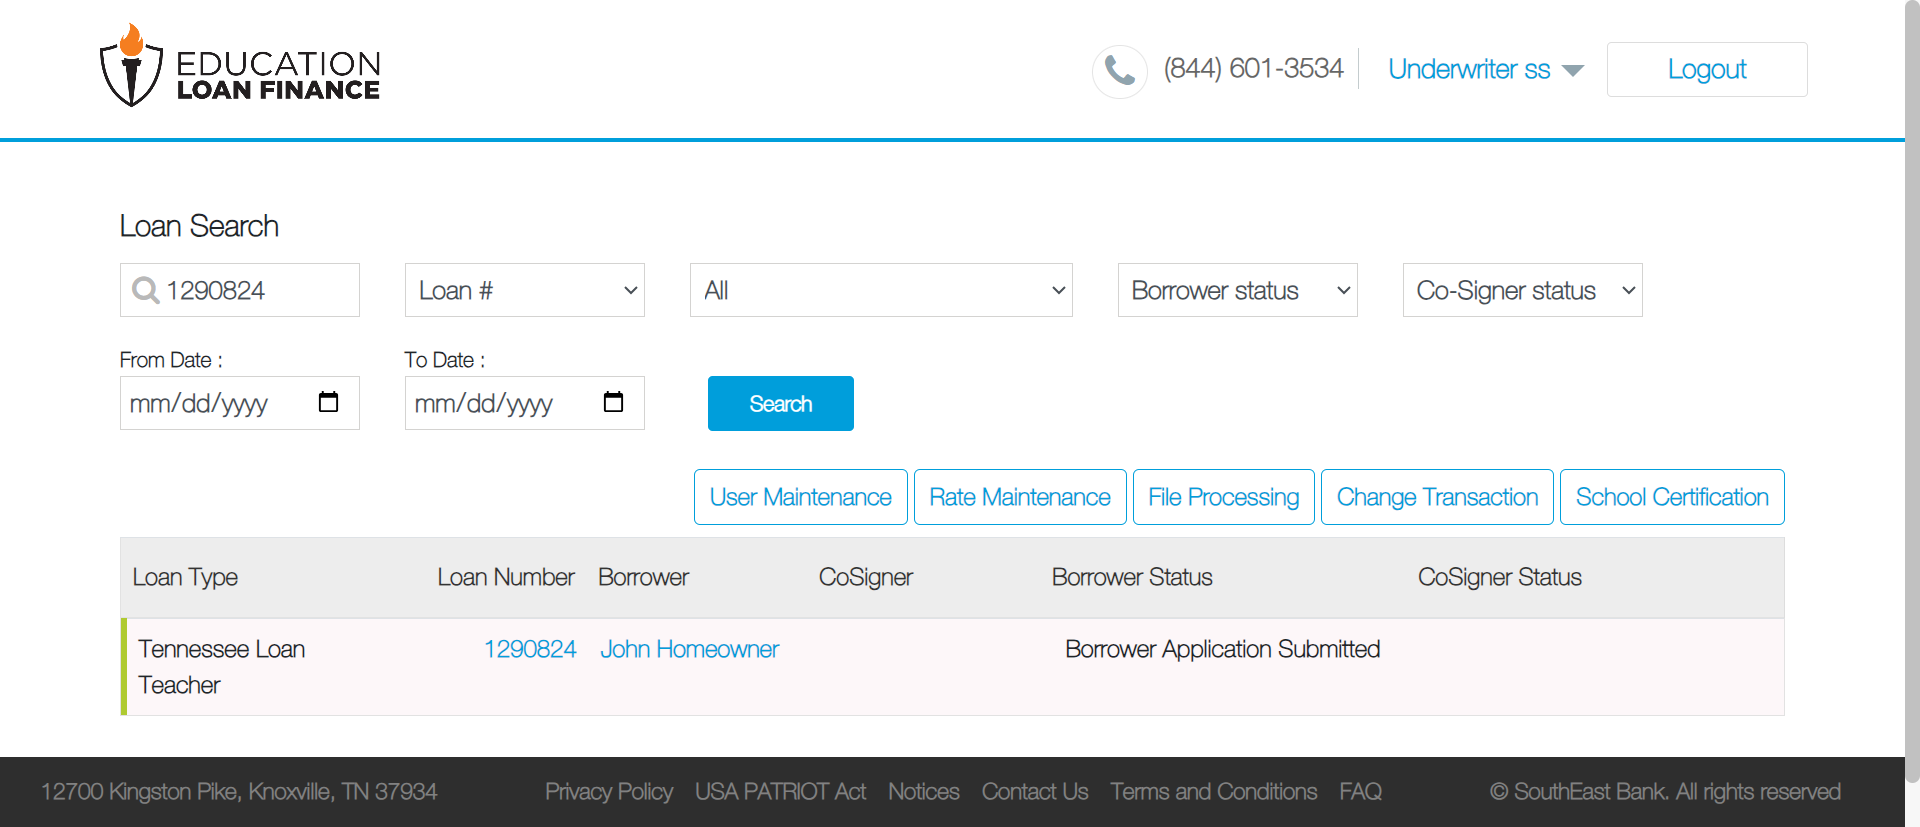 EDUCATION
LOAN FINANCE
(844) 601-3534
Underwriter ss
Logout
Loan Search
1290824
Loan #
All
Borrower status
Co-Signer status
From Date :
To Date :
mm/dd/yyyy
mm/dd/yyyy
Search
User Maintenance
Rate Maintenance
File Processing
Change Transaction
School Certification
Loan Type Loan Number Borrower CoSigner Borrower Status CoSigner Status
Tennessee Loan 1290824 John Homeowner Borrower Application Submitted
Teacher
12700 Kingston Pike, Knoxville, TN 37934 Privacy Policy USA PATRIOT Act Notices Contact Us Terms and Conditions FAQ © SouthEast Bank. All rights reserved